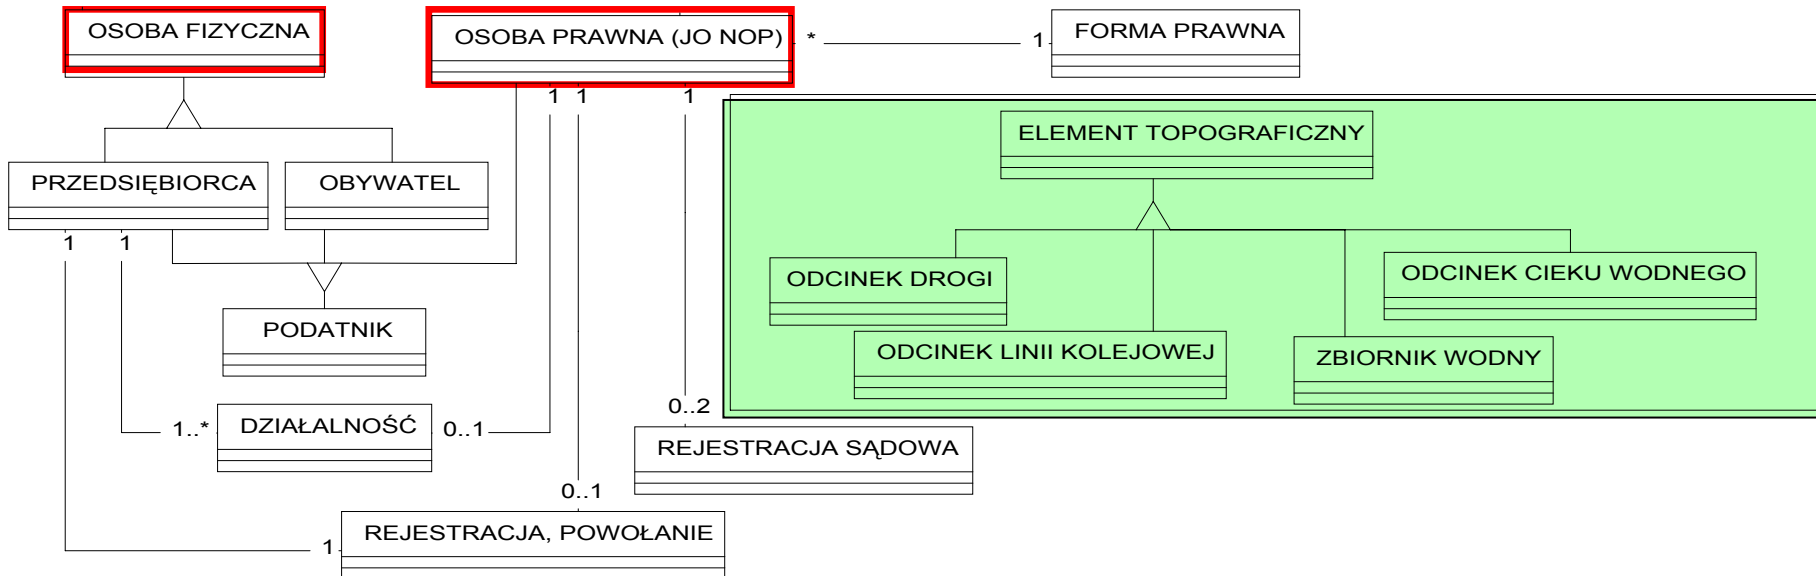 OSOBA FIZYCZNA
OSOBA PRAWNA (JO NOP)
*
1
FORMA PRAWNA
1
1
1
ELEMENT TOPOGRAFICZNY
PRZEDSIĘBIORCA
OBYWATEL
1
1
ODCINEK DROGI
ODCINEK CIEKU WODNEGO
PODATNIK
ODCINEK LINII KOLEJOWEJ
ZBIORNIK WODNY
0..2
1..*
DZIAŁALNOŚĆ
0..1
REJESTRACJA SĄDOWA
0..1
REJESTRACJA, POWOŁANIE
1